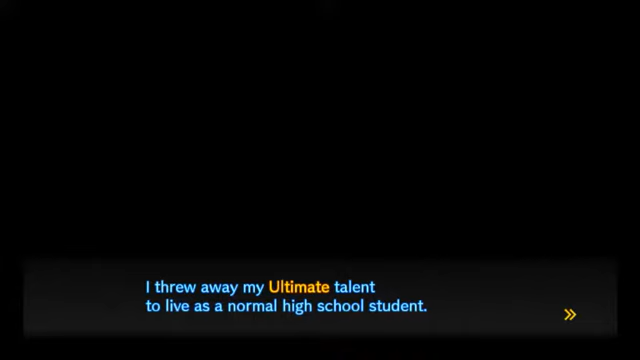 I threw away my Ultimate talent
to live as a normal high school student.